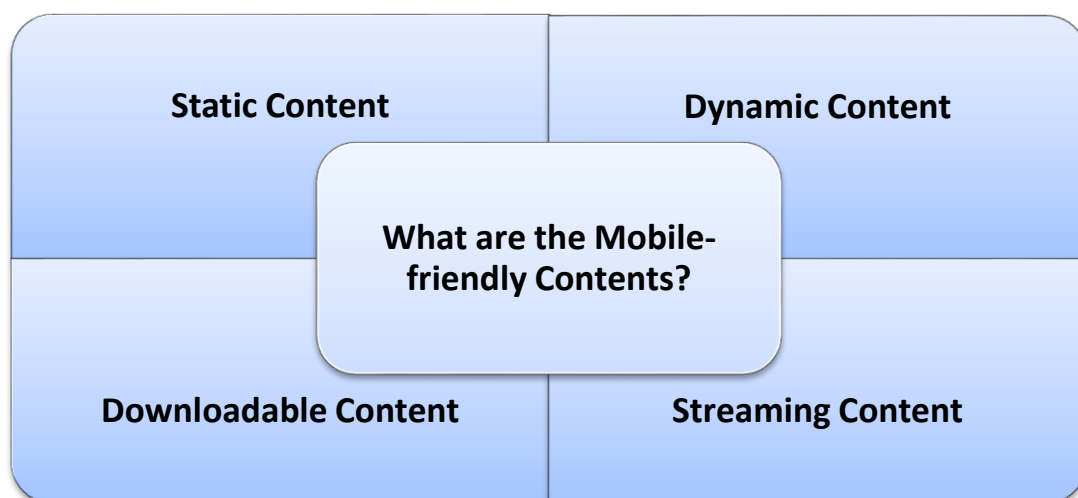 Static Content
Dynamic Content
What are the Mobile-
friendly Contents?
Downloadable Content
Streaming Content